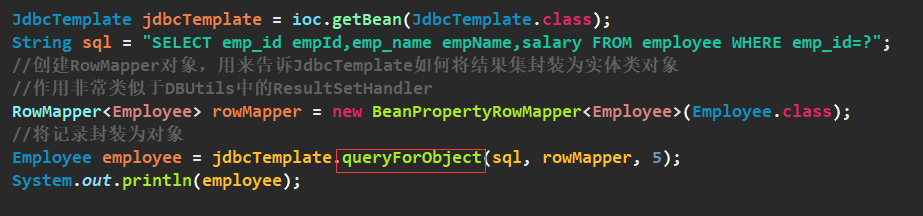 JdbcTemplate jdbcTemplate = ioc.getBean(JdbcTemplate.class);
String sql = "SELECT emp_id empId,emp_name empName,salary FROM employee WHERE emp_id=?";
//创建RowMapper对象，用来告诉JdbcTemplate如何将结果集封装为实体类对象
//作用非常类似于DBUtils中的ResultSetHandler
RowMapper<Employee> rowMapper = new BeanPropertyRowMapper<Employee>(Employee.class);
//将记录封装为对象
Employee employee = jdbcTemplate.queryForObject(sql, rowMapper, 5);
System.out.println(employee);